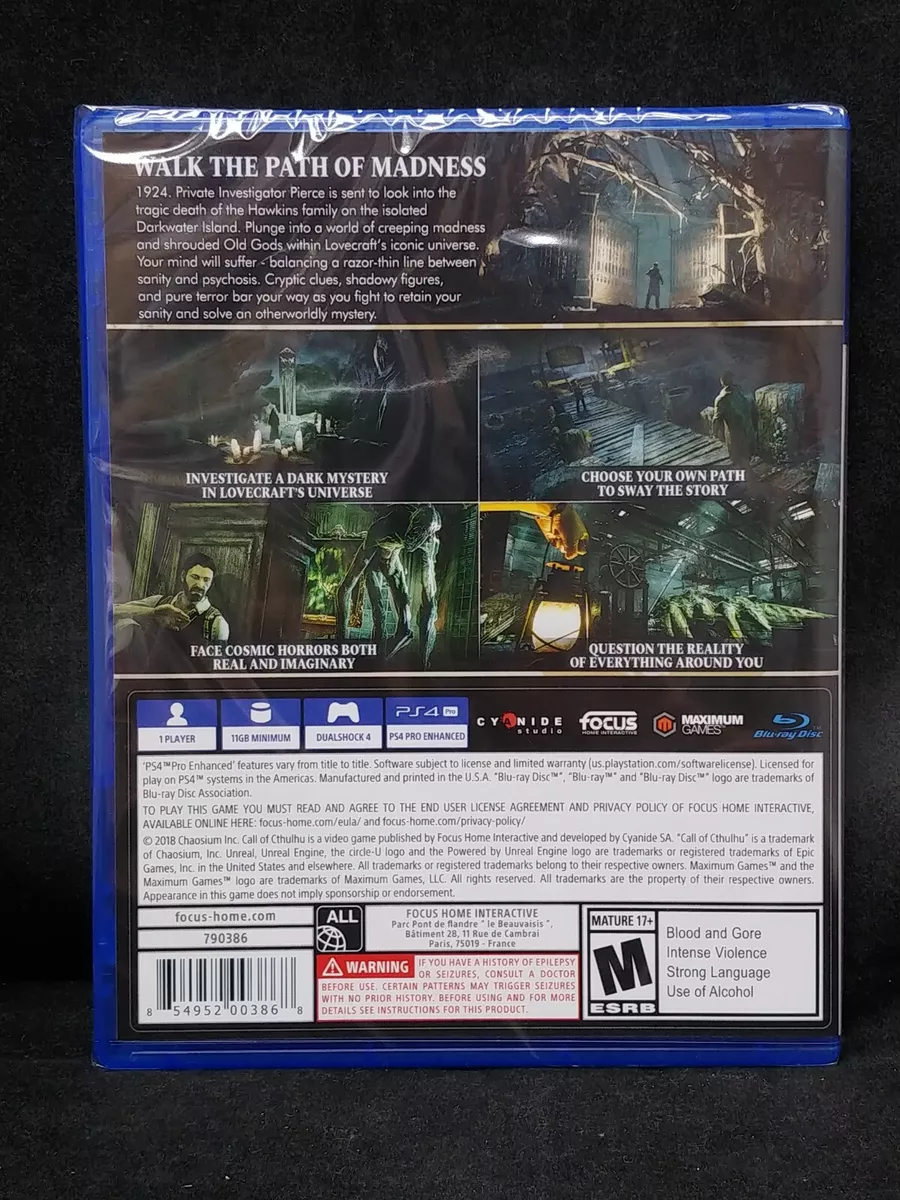 WALK THE PATH OF MADNESS
1924. Private Investigator Pierce is sent to look into the
tragic death of the Hawkins family on the isolated
Darkwater Island. Plunge into a world of creeping madness
and shrouded Old Gods within Lovecraft's iconic universe.
Your mind will suffer - balancing a razor-thin line between
sanity and psychosis. Cryptic clues, shadowy figures,
and pure terror bar your way as you fight to retain your
sanity and solve an otherworldly mystery.
INVESTIGATE A DARK MYSTERY
IN LOVECRAFT'S UNIVERSE
CHOOSE YOUR OWN PATH
TO SWAY THE STORY
FACE COSMIC HORRORS BOTH
REAL AND IMAGINARY
QUESTION THE REALITY
OF EVERYTHING AROUND YOU
1 PLAYER
11GB MINIMUM
DUALSHOCK 4
PS4 Pro
PS4 PRO ENHANCED
CYANIDE
studio
FOCUS
HOME INTERACTIVE
MAXIMUM
GAMES™
Blu-ray Disc™
'PS4™Pro Enhanced' features vary from title to title. Software subject to license and limited warranty (us.playstation.com/softwarelicense). Licensed for
play on PS4™ systems in the Americas. Manufactured and printed in the U.S.A. "Blu-ray Disc™", "Blu-ray™" and "Blu-ray Disc™" logo are trademarks of
Blu-ray Disc Association.
TO PLAY THIS GAME YOU MUST READ AND AGREE TO THE END USER LICENSE AGREEMENT AND PRIVACY POLICY OF FOCUS HOME INTERACTIVE,
AVAILABLE ONLINE HERE: focus-home.com/eula/ and focus-home.com/privacy-policy/
© 2018 Chaosium Inc. Call of Cthulhu is a video game published by Focus Home Interactive and developed by Cyanide SA. "Call of Cthulhu" is a trademark
of Chaosium, Inc. Unreal, Unreal Engine, the circle-U logo and the Powered by Unreal Engine logo are trademarks or registered trademarks of Epic
Games, Inc. in the United States and elsewhere. All trademarks or registered trademarks belong to their respective owners. Maximum Games™ and the
Maximum Games™ logo are trademarks of Maximum Games, LLC. All rights reserved. All trademarks are the property of their respective owners.
Appearance in this game does not imply sponsorship or endorsement.
focus-home.com
790386
ALL
FOCUS HOME INTERACTIVE
Parc Pont de flandre " le Beauvaisis ",
Bâtiment 28, 11 Rue de Cambrai
Paris, 75019 - France
8 54952 00386 8
WARNING IF YOU HAVE A HISTORY OF EPILEPSY
OR SEIZURES, CONSULT A DOCTOR
BEFORE USE. CERTAIN PATTERNS MAY TRIGGER SEIZURES
WITH NO PRIOR HISTORY. BEFORE USING AND FOR MORE
DETAILS SEE INSTRUCTIONS FOR THIS PRODUCT.
MATURE 17+
M
ESRB
Blood and Gore
Intense Violence
Strong Language
Use of Alcohol